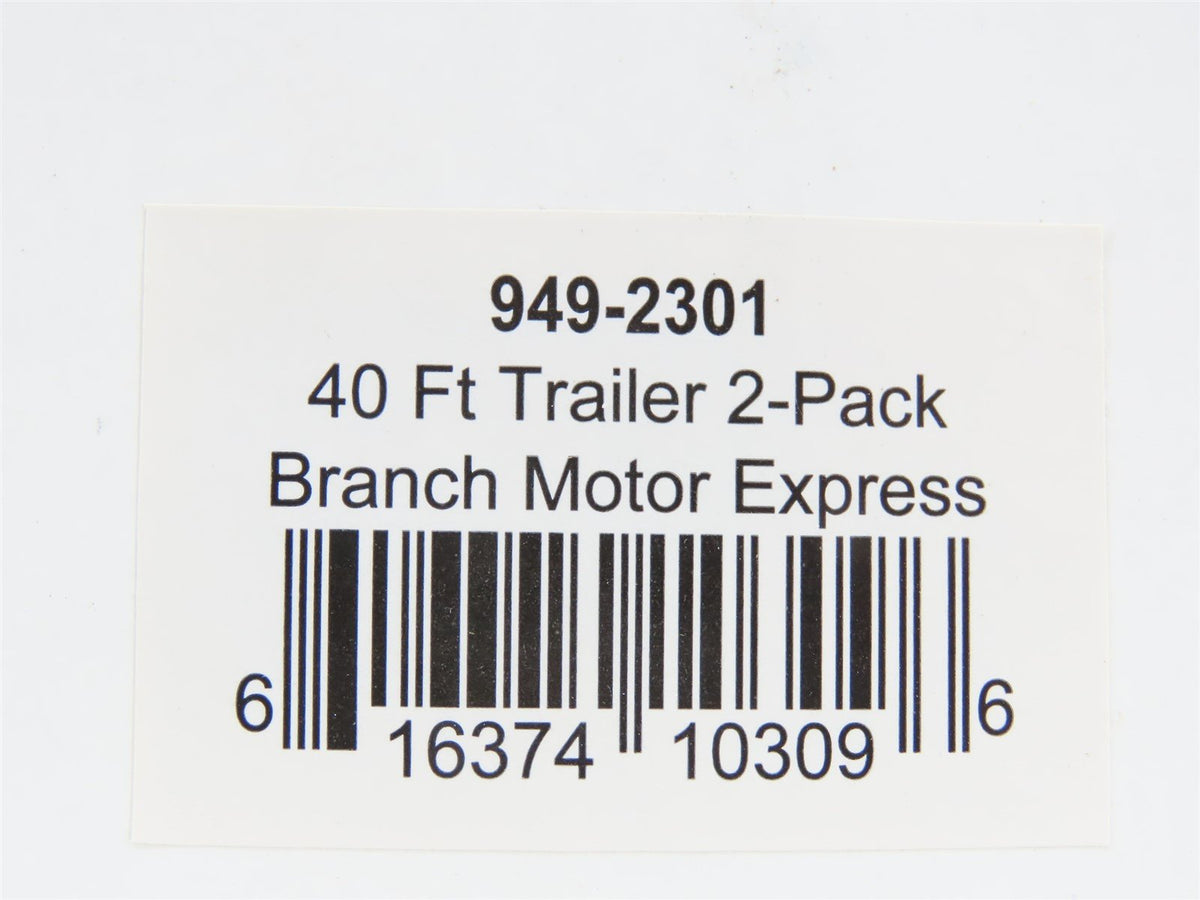 949-2301
40 Ft Trailer 2-Pack
Branch Motor Express
6 16374 10309 6